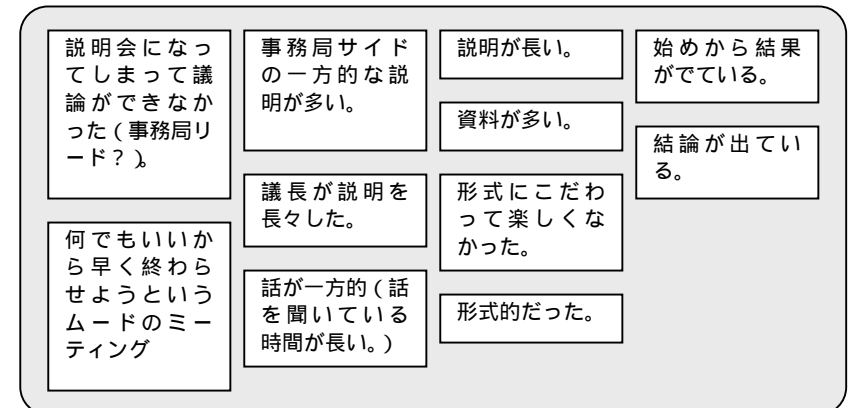 説明会になっ
てしまって議
論ができなか
った（事務局リ
ード？）。
何でもいいか
ら早く終わら
せようという
ムードのミー
ティング
事務局サイド
の一方的な説
明が多い。
議長が説明を
長々した。
話が一方的（話
を聞いている
時間が長い。）
説明が長い。
資料が多い。
形式にこだわ
って楽しくな
かった。
形式的だった。
始めから結果
がでている。
結論が出てい
る。